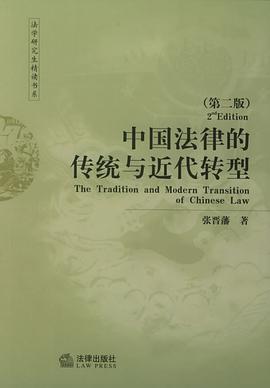 法学研究生精读书系
（第二版）
2ndEdition
中国法律的
传统与近代转型
The Tradition and Modern Transition
of Chinese Law
张晋藩 著
法律出版社
LAW PRESS